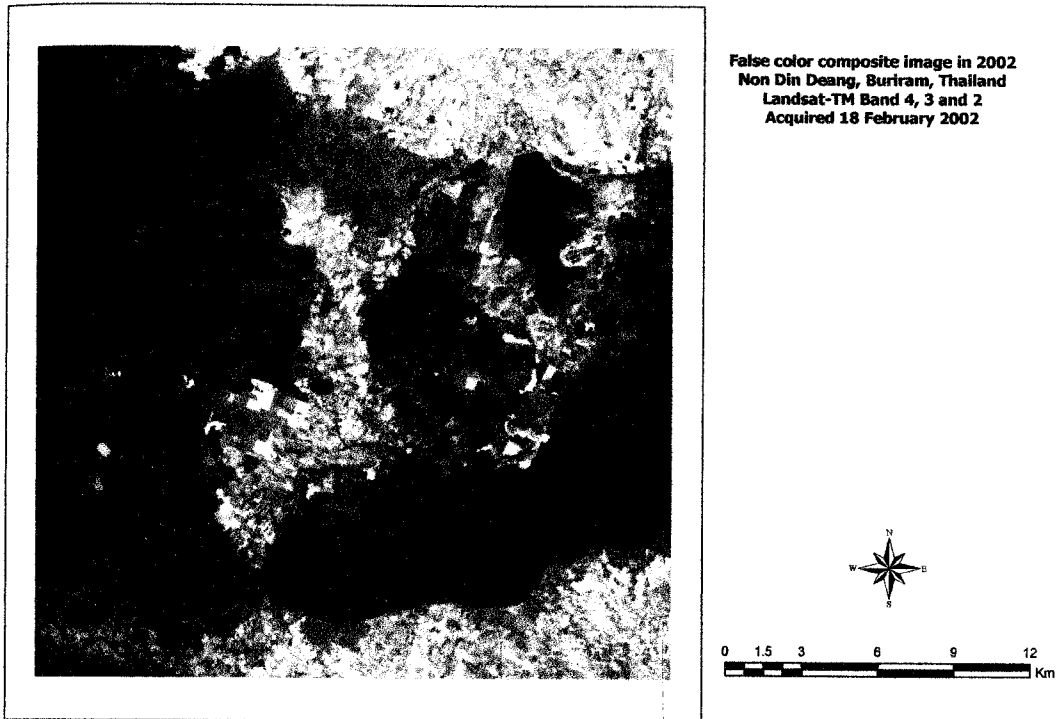 False color composite image in 2002
Non Din Deang, Buriram, Thailand
Landsat-TM Band 4, 3 and 2
Acquired 18 February 2002
N
W E
S
0 1.5 3 6 9 12
Km